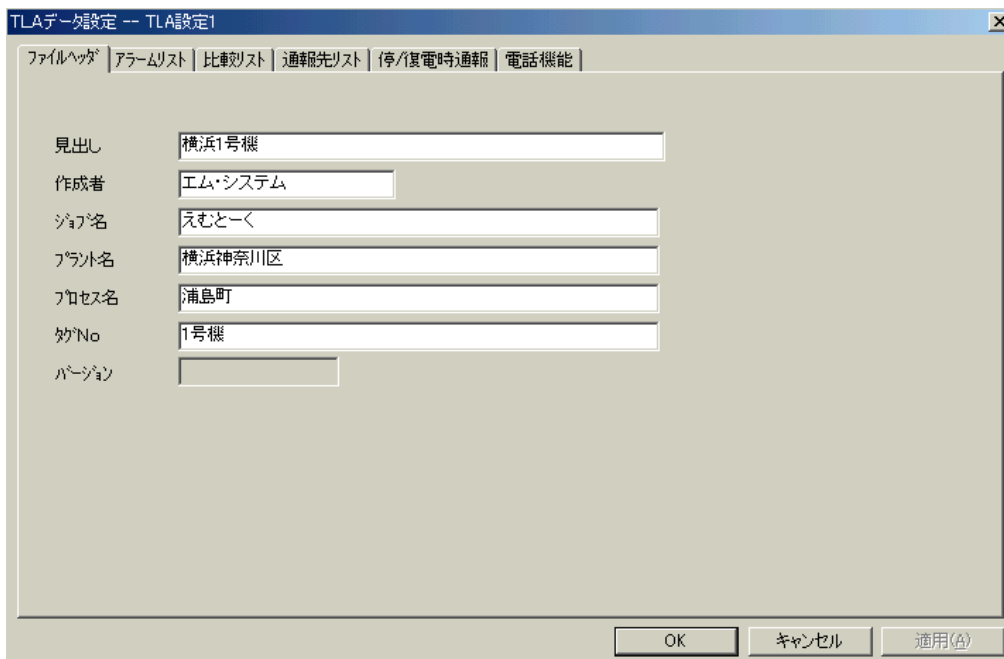 TLAデータ設定 -- TLA設定1
ファイルヘッダ アラームリスト 比較リスト 通報先リスト 停/復電時通報 電話機能
見出し 横浜1号機
作成者 エム・システム
ジョブ名 えむとーく
プラント名 横浜神奈川区
プロセス名 浦島町
タグNo 1号機
バージョン
OK キャンセル 適用(A)